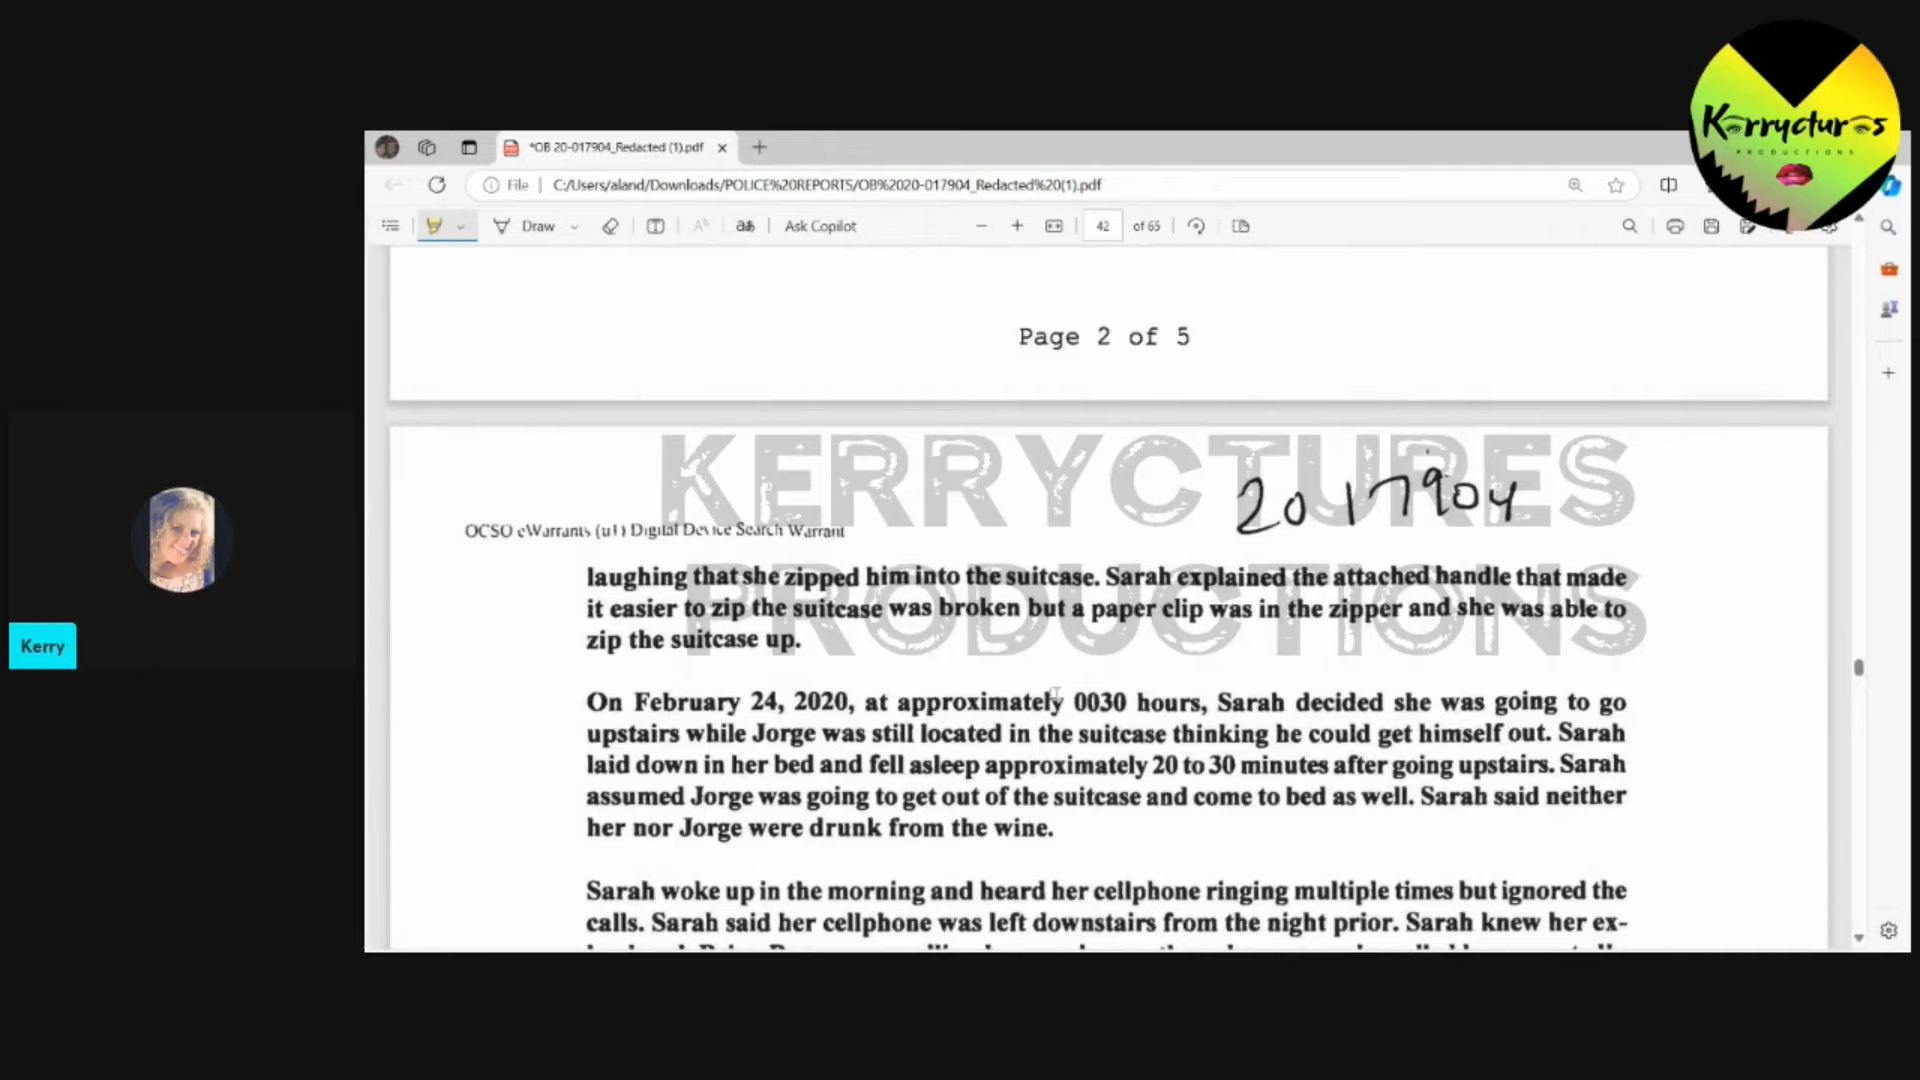 Kerryctures
PRODUCTIONS
*OB 20-017904_Redacted (1).pdf
File
C:/Users/aland/Downloads/POLICE%20REPORTS/OB%2020-017904_Redacted%20(1).pdf
Draw
Ask Copilot
42 of 65
Page 2 of 5
KERRYCTURES
20 17904
OCSO eWarrants (u1) Digital Device Search Warrant
PRODUCTIONS
laughing that she zipped him into the suitcase. Sarah explained the attached handle that made
it easier to zip the suitcase was broken but a paper clip was in the zipper and she was able to
zip the suitcase up.
On February 24, 2020, at approximately 0030 hours, Sarah decided she was going to go
upstairs while Jorge was still located in the suitcase thinking he could get himself out. Sarah
laid down in her bed and fell asleep approximately 20 to 30 minutes after going upstairs. Sarah
assumed Jorge was going to get out of the suitcase and come to bed as well. Sarah said neither
her nor Jorge were drunk from the wine.
Sarah woke up in the morning and heard her cellphone ringing multiple times but ignored the
calls. Sarah said her cellphone was left downstairs from the night prior. Sarah knew her ex-
Kerry